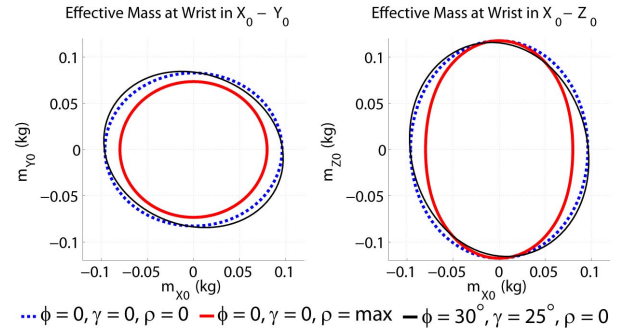 Effective Mass at Wrist in X0 − Y0
Effective Mass at Wrist in X0 − Z0
0.1
0.05
0
−0.05
−0.1
mY0 (kg)
−0.1
−0.05
0
0.05
0.1
mX0 (kg)
0.1
0.05
0
−0.05
−0.1
mZ0 (kg)
−0.1
−0.05
0
0.05
0.1
mX0 (kg)
ϕ = 0, γ = 0, ρ = 0
ϕ = 0, γ = 0, ρ = max
ϕ = 30°, γ = 25°, ρ = 0